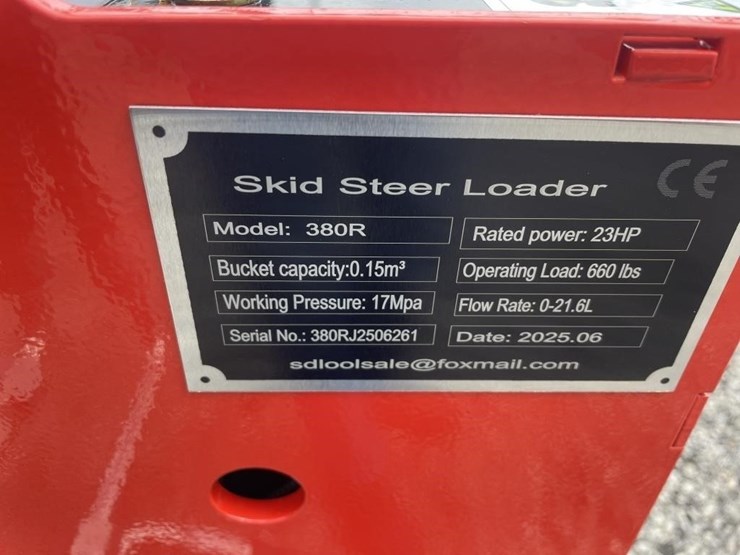 Skid Steer Loader CE
Model: 380R Rated power: 23HP
Bucket capacity:0.15m³ Operating Load: 660 lbs
Working Pressure: 17Mpa Flow Rate: 0-21.6L
Serial No.: 380RJ2506261 Date: 2025.06
sdloolsale@foxmail.com